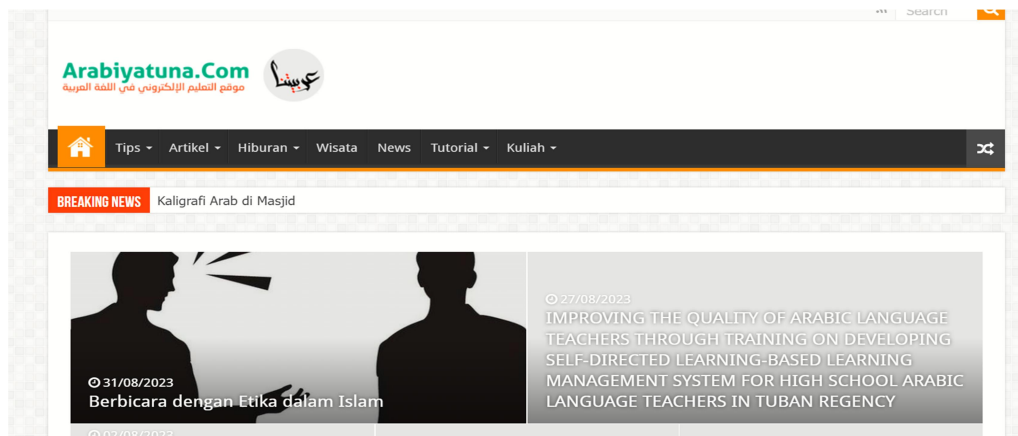 Search
Arabiyatuna.Com
موقع التعليم الإلكتروني في اللغة العربية
عربيتنا
Tips
Artikel
Hiburan
Wisata
News
Tutorial
Kuliah
BREAKING NEWS
Kaligrafi Arab di Masjid
31/08/2023
Berbicara dengan Etika dalam Islam
27/08/2023
IMPROVING THE QUALITY OF ARABIC LANGUAGE
TEACHERS THROUGH TRAINING ON DEVELOPING
SELF-DIRECTED LEARNING-BASED LEARNING
MANAGEMENT SYSTEM FOR HIGH SCHOOL ARABIC
LANGUAGE TEACHERS IN TUBAN REGENCY